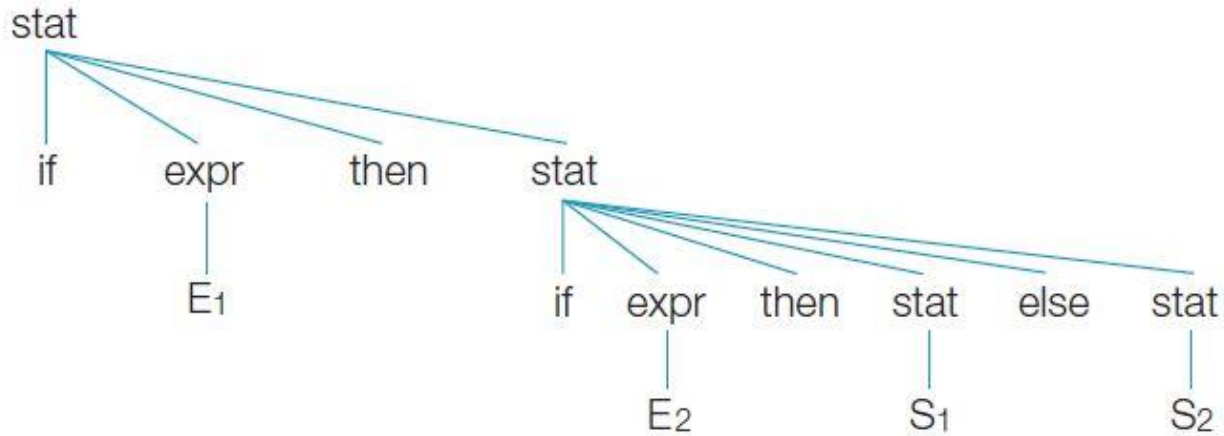 stat
if expr then stat
E1 if expr then stat else stat
E2 S1 S2